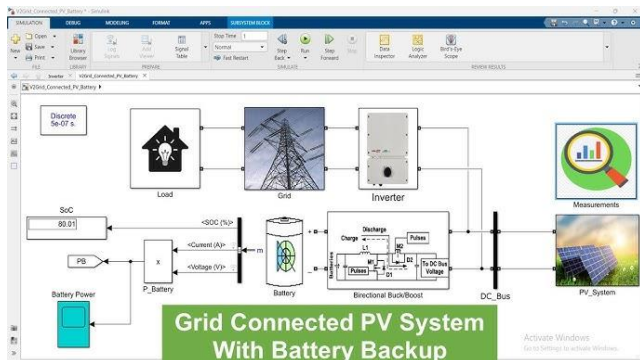 V2Grid_Connected_PV_Battery * - Simulink
SIMULATION DEBUG MODELING FORMAT APPS SUBSYSTEM BLOCK
New
Open
Save
Print
Library
Browser
Log
Signals
Add
Viewer
Signal
Table
Stop Time 1
Normal
Fast Restart
Step
Back
Run
Step
Forward
Stop
Data
Inspector
Logic
Analyzer
Bird's-Eye
Scope
FILE LIBRARY PREPARE SIMULATE REVIEW RESULTS
Inverter V2Grid_Connected_PV_Battery
V2Grid_Connected_PV_Battery
Discrete
5e-07 s.
Load
Grid
Inverter
Measurements
SoC
80.01
<SOC (%)>
<Current (A)>
<Voltage (V)>
m
PB
x
P_Battery
Battery Power
Battery
+
Discharge
Charge
L1
M1
M2
D1
D2
Pulses
Pulses
To DC Bus
Voltage
Birectional Buck/Boost
DC_Bus
PV_System
Grid Connected PV System
With Battery Backup
Activate Windows
Go to Settings to activate Windows.